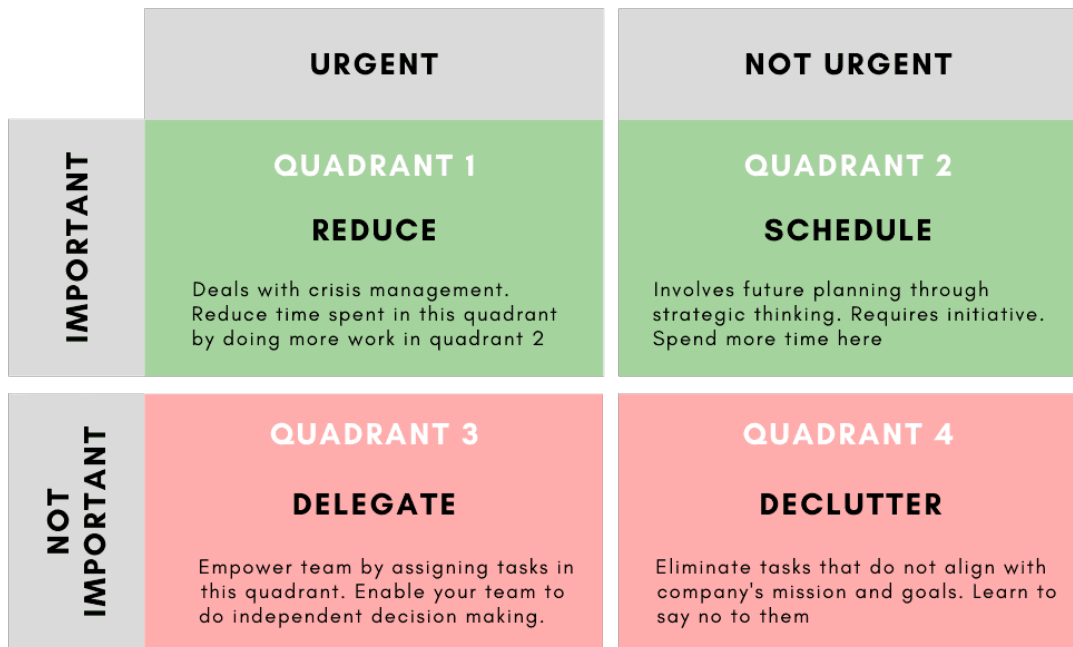 URGENT
NOT URGENT
IMPORTANT
QUADRANT 1
REDUCE
Deals with crisis management.
Reduce time spent in this quadrant
by doing more work in quadrant 2
QUADRANT 2
SCHEDULE
Involves future planning through
strategic thinking. Requires initiative.
Spend more time here
NOT
IMPORTANT
QUADRANT 3
DELEGATE
Empower team by assigning tasks in
this quadrant. Enable your team to
do independent decision making.
QUADRANT 4
DECLUTTER
Eliminate tasks that do not align with
company's mission and goals. Learn to
say no to them